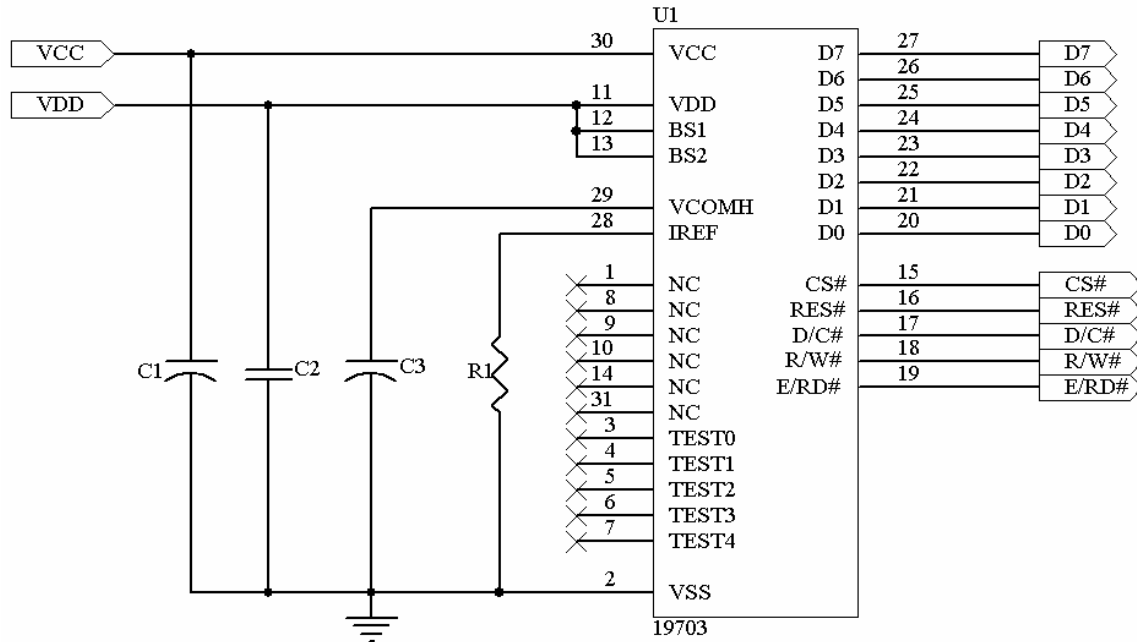 U1
VCC 30 VCC D7 27 D7
D6 26 D6
VDD 11 VDD D5 25 D5
12 BS1 D4 24 D4
13 BS2 D3 23 D3
D2 22 D2
29 VCOMH D1 21 D1
28 IREF D0 20 D0
1 NC CS# 15 CS#
8 NC RES# 16 RES#
9 NC D/C# 17 D/C#
10 NC R/W# 18 R/W#
C1 C2 C3 R1 14 NC E/RD# 19 E/RD#
31 NC
3 TEST0
4 TEST1
5 TEST2
6 TEST3
7 TEST4
2 VSS
19703